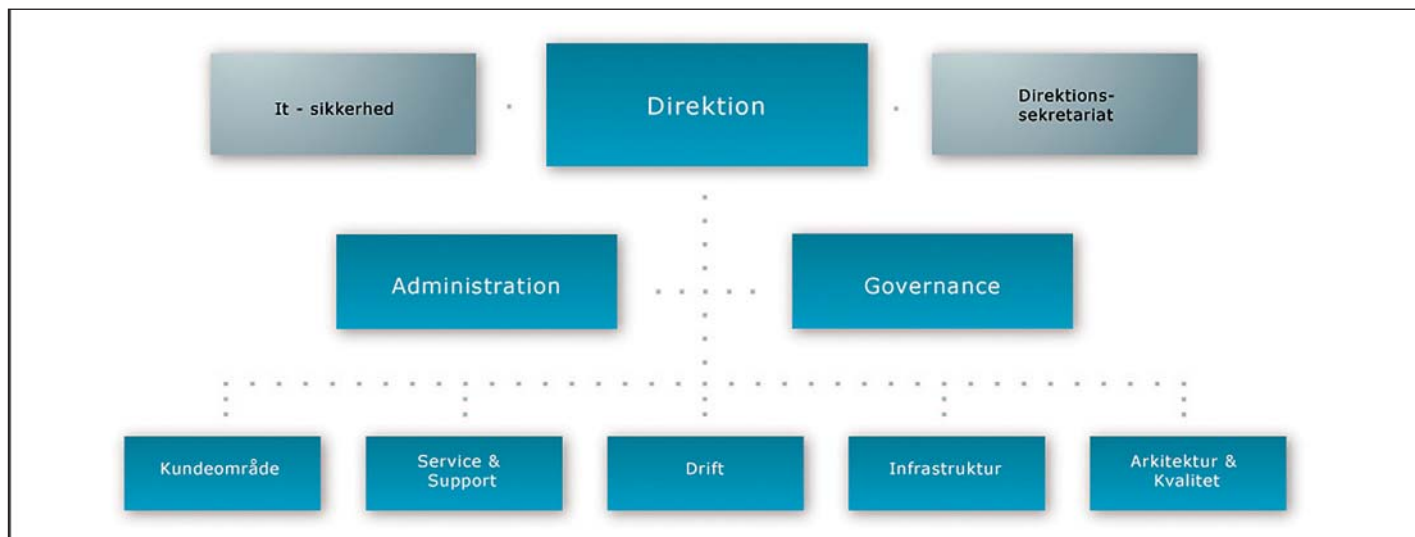 It - sikkerhed
Direktion
Direktions-
sekretariat
Administration
Governance
Kundeområde
Service &
Support
Drift
Infrastruktur
Arkitektur &
Kvalitet